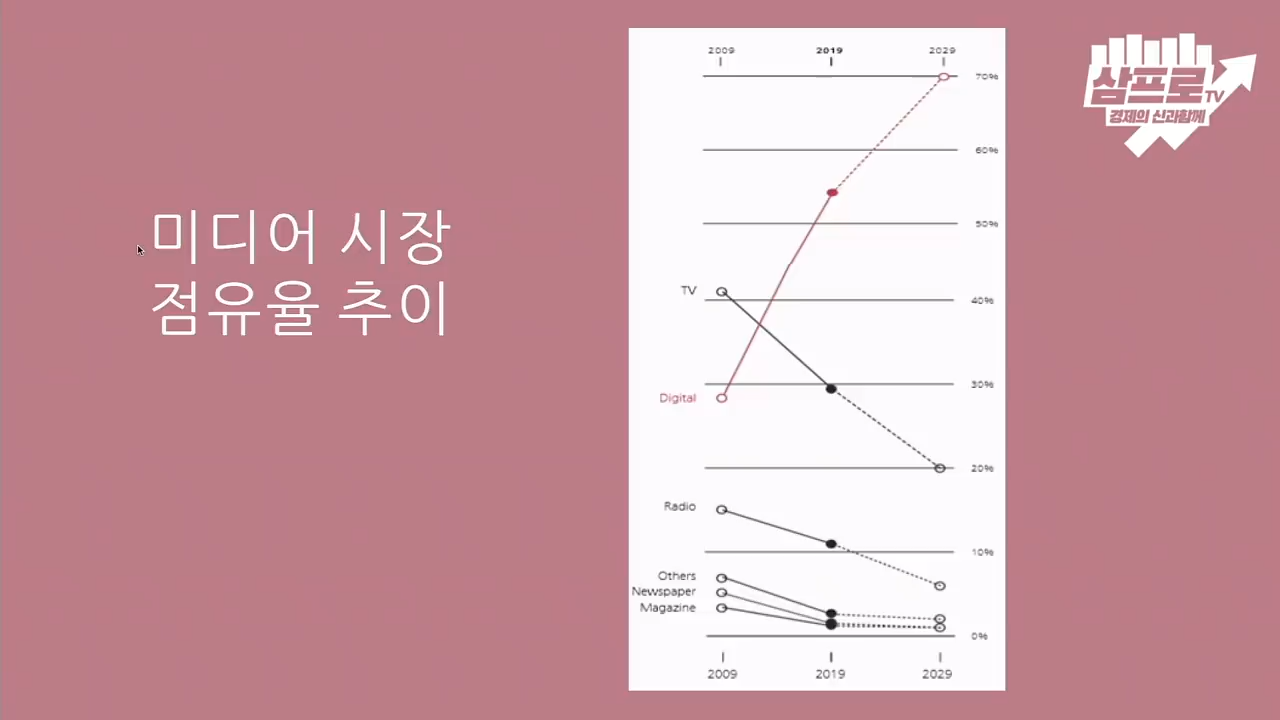 미디어 시장
점유율 추이
2009 2019 2029
70%
60%
50%
TV
40%
30%
Digital
20%
Radio
10%
Others
Newspaper
Magazine
0%
2009 2019 2029
삼프로TV
경제의 신과함께